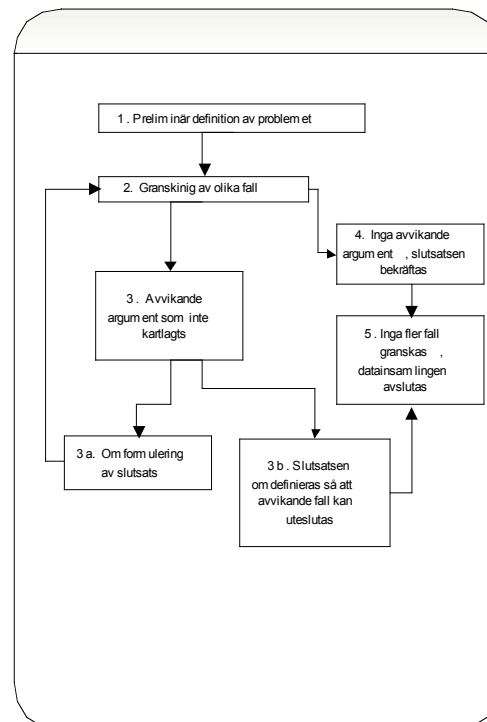 1. Preliminär definition av problemet
2. Granskinig av olika fall
4. Inga avvikande
argument , slutsatsen
bekräftas
3. Avvikande
argument som inte
kartlagts
5. Inga fler fall
granskas ,
datainsamlingen
avslutas
3a. Omformulering
av slutsats
3b. Slutsatsen
omdefinieras så att
avvikande fall kan
uteslutas